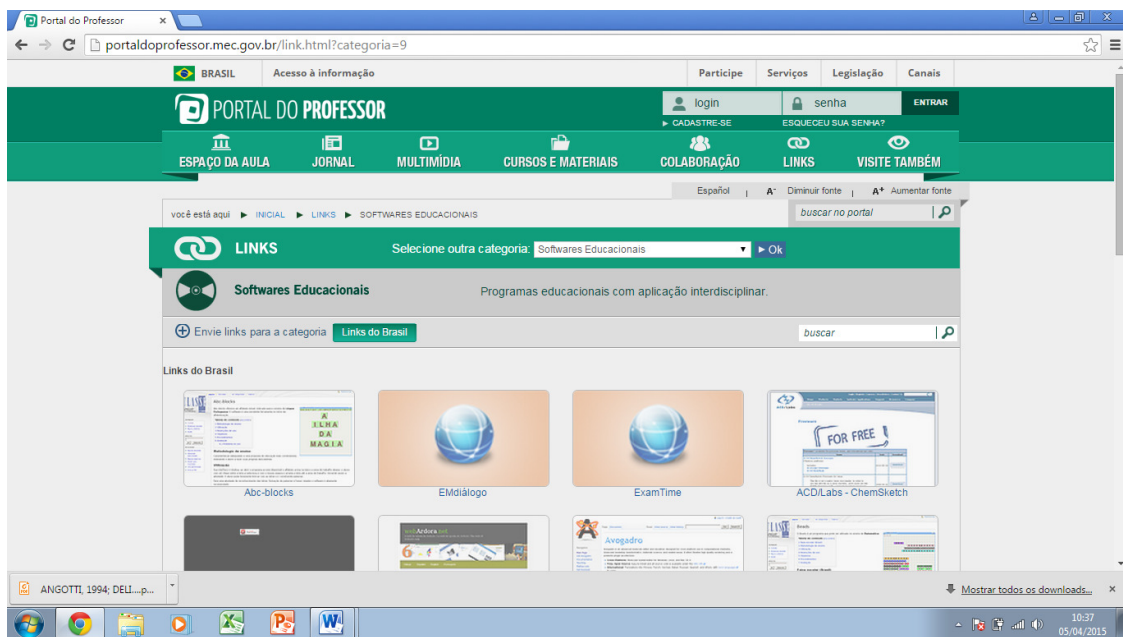 Portal do Professor
portaldoprofessor.mec.gov.br/link.html?categoria=9
BRASIL Acesso à informação Participe Serviços Legislação Canais
PORTAL DO PROFESSOR
login senha ENTRAR
CADASTRE-SE ESQUECEU SUA SENHA?
ESPAÇO DA AULA JORNAL MULTIMÍDIA CURSOS E MATERIAIS COLABORAÇÃO LINKS VISITE TAMBÉM
Español | A- Diminuir fonte | A+ Aumentar fonte
você está aqui ► INICIAL ► LINKS ► SOFTWARES EDUCACIONAIS
buscar no portal
LINKS Selecione outra categoria: Softwares Educacionais Ok
Softwares Educacionais Programas educacionais com aplicação interdisciplinar.
Envie links para a categoria Links do Brasil buscar
Links do Brasil
Abc-Blocks
A
ILHA
DA
MAGIA
FOR FREE
Abc-blocks EMdiálogo ExamTime ACD/Labs - ChemSketch
webArdora.net
Avogadro
ANGOTTI, 1994; DELI....p... Mostrar todos os downloads...
10:37
05/04/2015